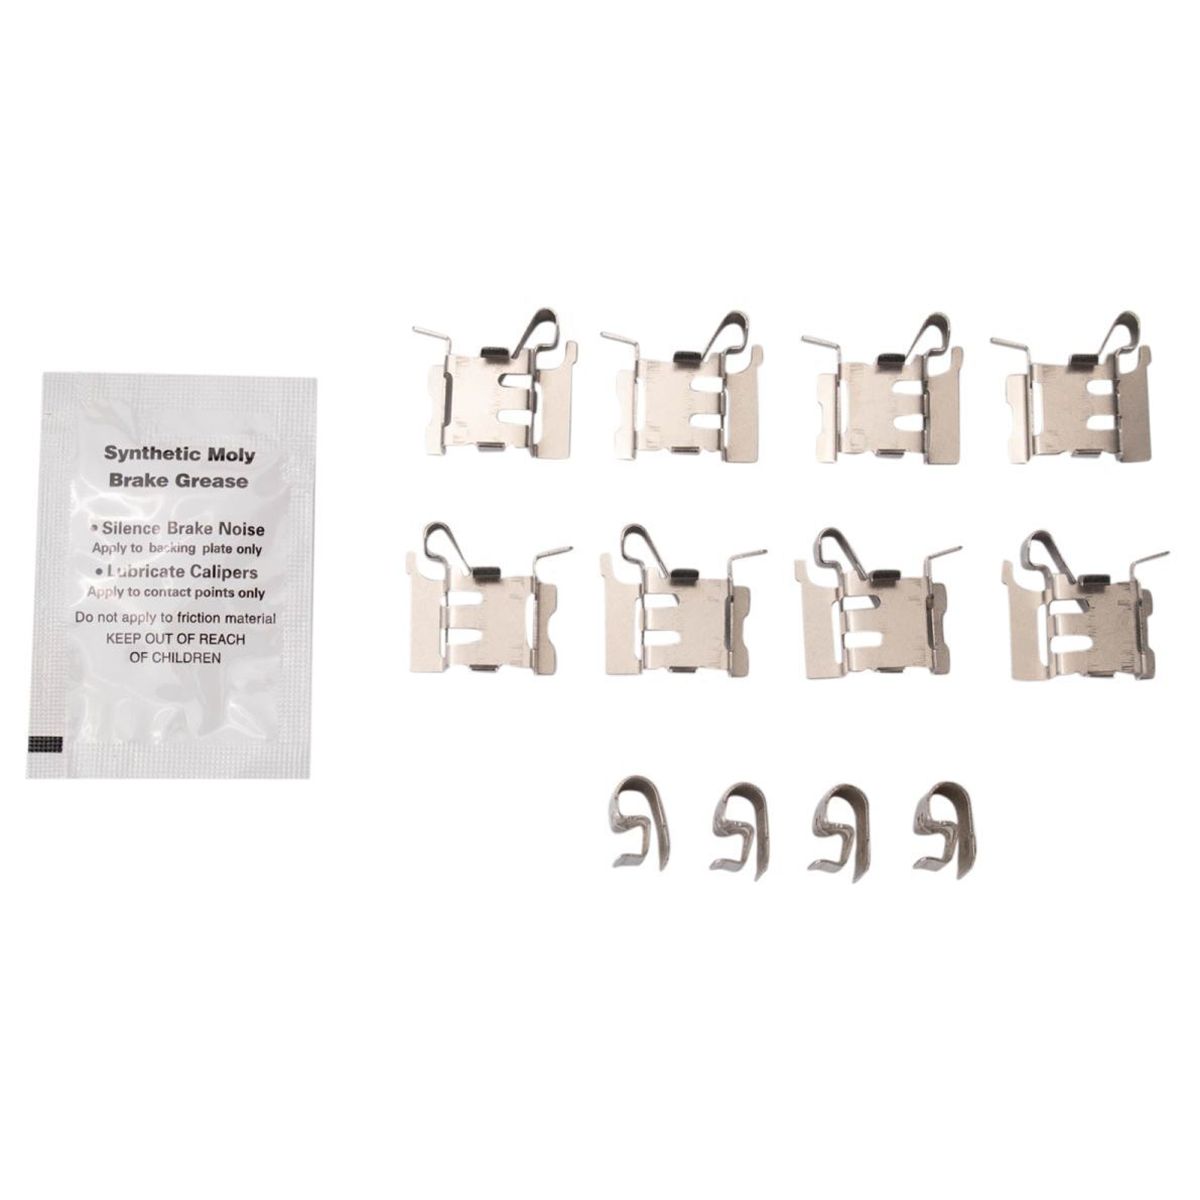 Synthetic Moly
Brake Grease
• Silence Brake Noise
Apply to backing plate only
• Lubricate Calipers
Apply to contact points only
Do not apply to friction material
KEEP OUT OF REACH
OF CHILDREN